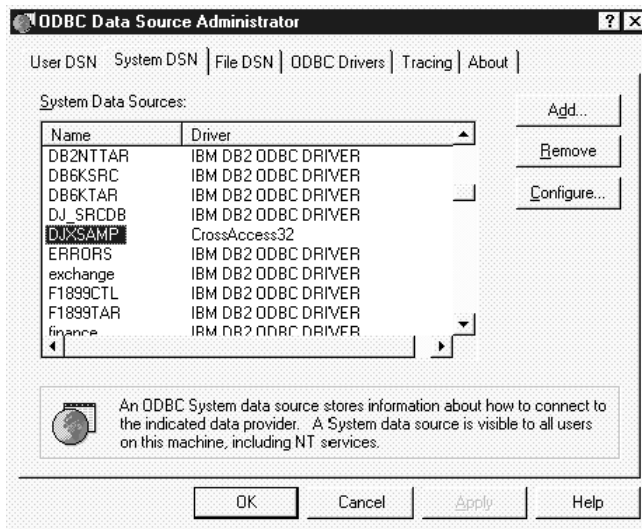 ODBC Data Source Administrator
User DSN System DSN File DSN ODBC Drivers Tracing About
System Data Sources:
Name Driver
DB2NTTAR IBM DB2 ODBC DRIVER
DB6KSRC IBM DB2 ODBC DRIVER
DB6KTAR IBM DB2 ODBC DRIVER
DJ_SRCDB IBM DB2 ODBC DRIVER
DJXSAMP CrossAccess32
ERRORS IBM DB2 ODBC DRIVER
exchange IBM DB2 ODBC DRIVER
F1899CTL IBM DB2 ODBC DRIVER
F1899TAR IBM DB2 ODBC DRIVER
finance IBM DB2 ODBC DRIVER
Add...
Remove
Configure...
An ODBC System data source stores information about how to connect to
the indicated data provider. A System data source is visible to all users
on this machine, including NT services.
OK Cancel Apply Help